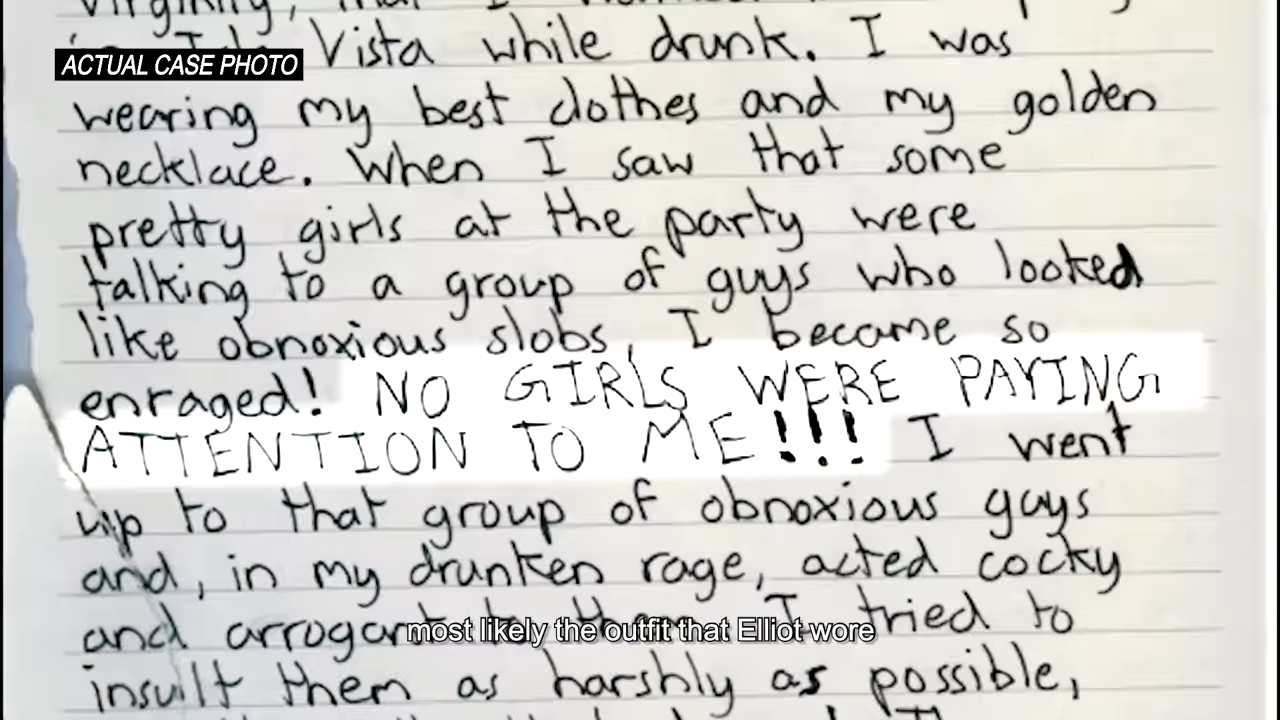 ACTUAL CASE PHOTO
Vista while drunk. I was
wearing my best clothes and my golden
necklace. When I saw that some
pretty girls at the party were
talking to a group of guys who looked
like obnoxious slobs, I became so
enraged! NO GIRLS WERE PAYING
ATTENTION TO ME!!! I went
up to that group of obnoxious guys
and, in my drunken rage, acted cocky
and arrogant to them. I tried to
most likely the outfit that Elliot wore
insult them as harshly as possible,